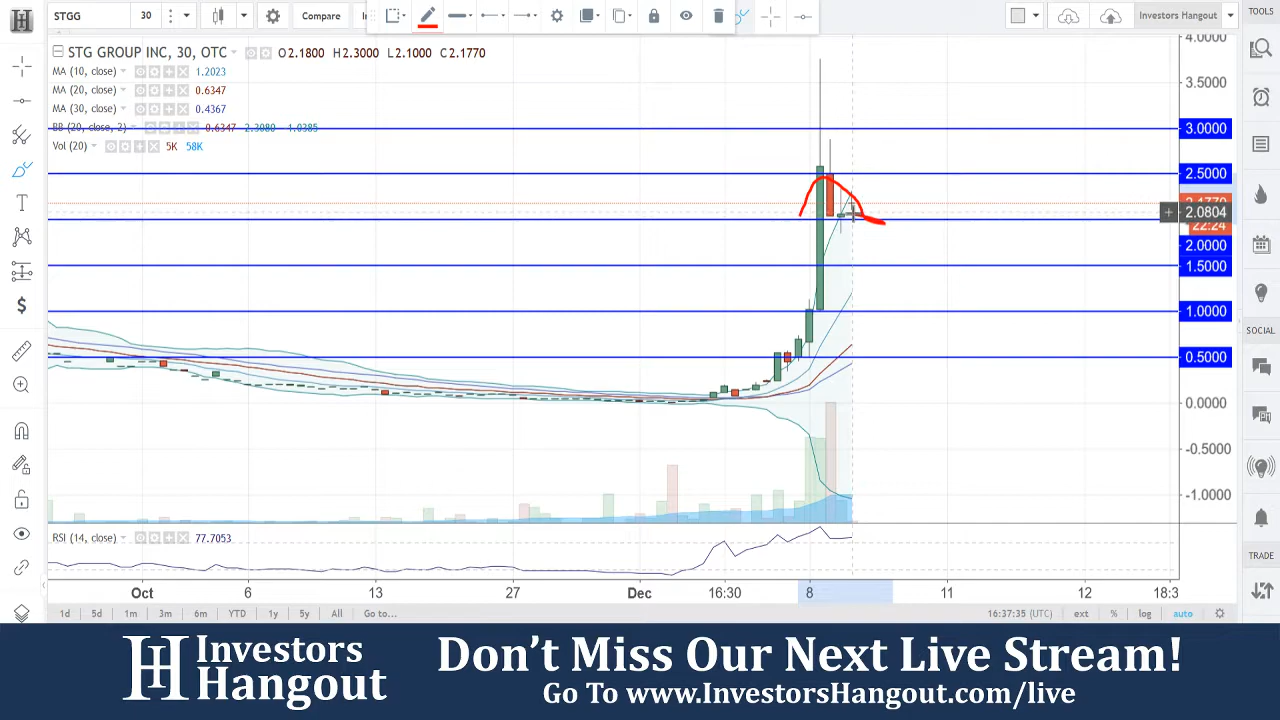 STGG 30 Compare Investors Hangout TOOLS
STG GROUP INC, 30, OTC O2.1800 H2.3000 L2.1000 C2.1770
MA (10, close) 1.2023
MA (20, close) 0.6347
MA (30, close) 0.4367
BB (20, close, 2) 0.6347 2.3080 -1.0385
Vol (20) 5K 58K
4.0000
3.5000
3.0000
2.5000
2.1770
2.0804
22:24
2.0000
1.5000
1.0000
0.5000
0.0000
-0.5000
-1.0000
SOCIAL
TRADE
RSI (14, close) 77.7053
Oct 6 13 27 Dec 16:30 8 11 12 18:3
1d 5d 1m 3m 6m YTD 1y 5y All Go to... 16:37:35 (UTC) ext % log auto
Investors
Hangout
Don't Miss Our Next Live Stream!
Go To www.InvestorsHangout.com/live